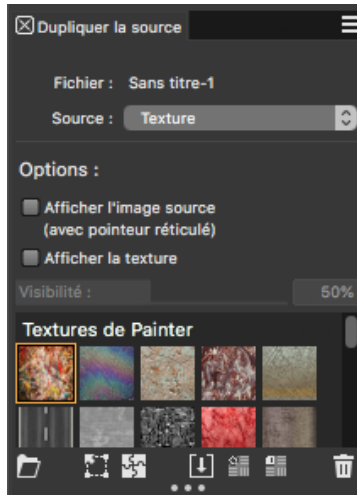 Dupliquer la source
Fichier : Sans titre-1
Source : Texture
Options :
Afficher l'image source
(avec pointeur réticulé)
Afficher la texture
Visibilité : 50%
Textures de Painter